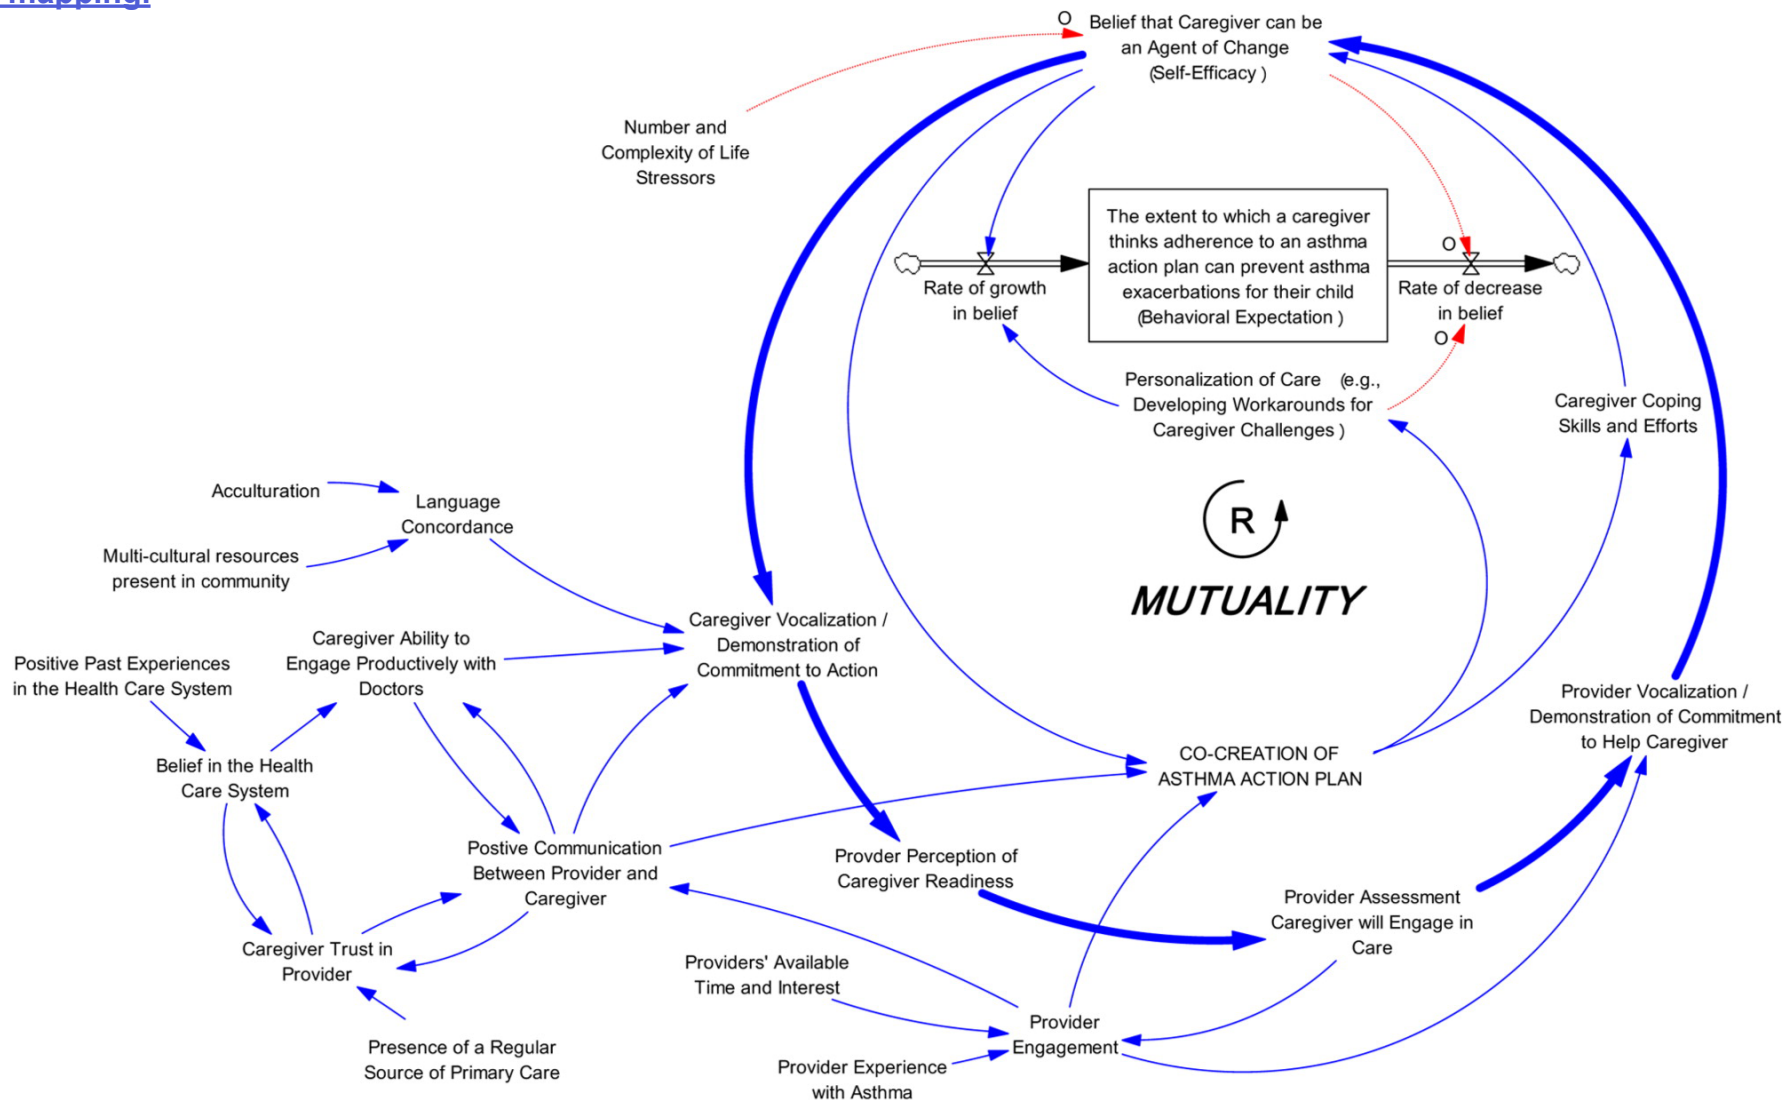 mapping.
O
Belief that Caregiver can be
an Agent of Change
(Self-Efficacy )
Number and
Complexity of Life
Stressors
The extent to which a caregiver
thinks adherence to an asthma
action plan can prevent asthma
exacerbations for their child
(Behavioral Expectation )
Rate of growth
in belief
O
Rate of decrease
in belief
O
Personalization of Care (e.g.,
Developing Workarounds for
Caregiver Challenges )
Caregiver Coping
Skills and Efforts
R
MUTUALITY
Acculturation
Language
Concordance
Multi-cultural resources
present in community
Caregiver Ability to
Engage Productively with
Doctors
Positive Past Experiences
in the Health Care System
Caregiver Vocalization /
Demonstration of
Commitment to Action
Provider Vocalization /
Demonstration of Commitment
to Help Caregiver
Belief in the Health
Care System
CO-CREATION OF
ASTHMA ACTION PLAN
Postive Communication
Between Provider and
Caregiver
Provder Perception of
Caregiver Readiness
Provider Assessment
Caregiver will Engage in
Care
Caregiver Trust in
Provider
Providers' Available
Time and Interest
Provider
Engagement
Presence of a Regular
Source of Primary Care
Provider Experience
with Asthma